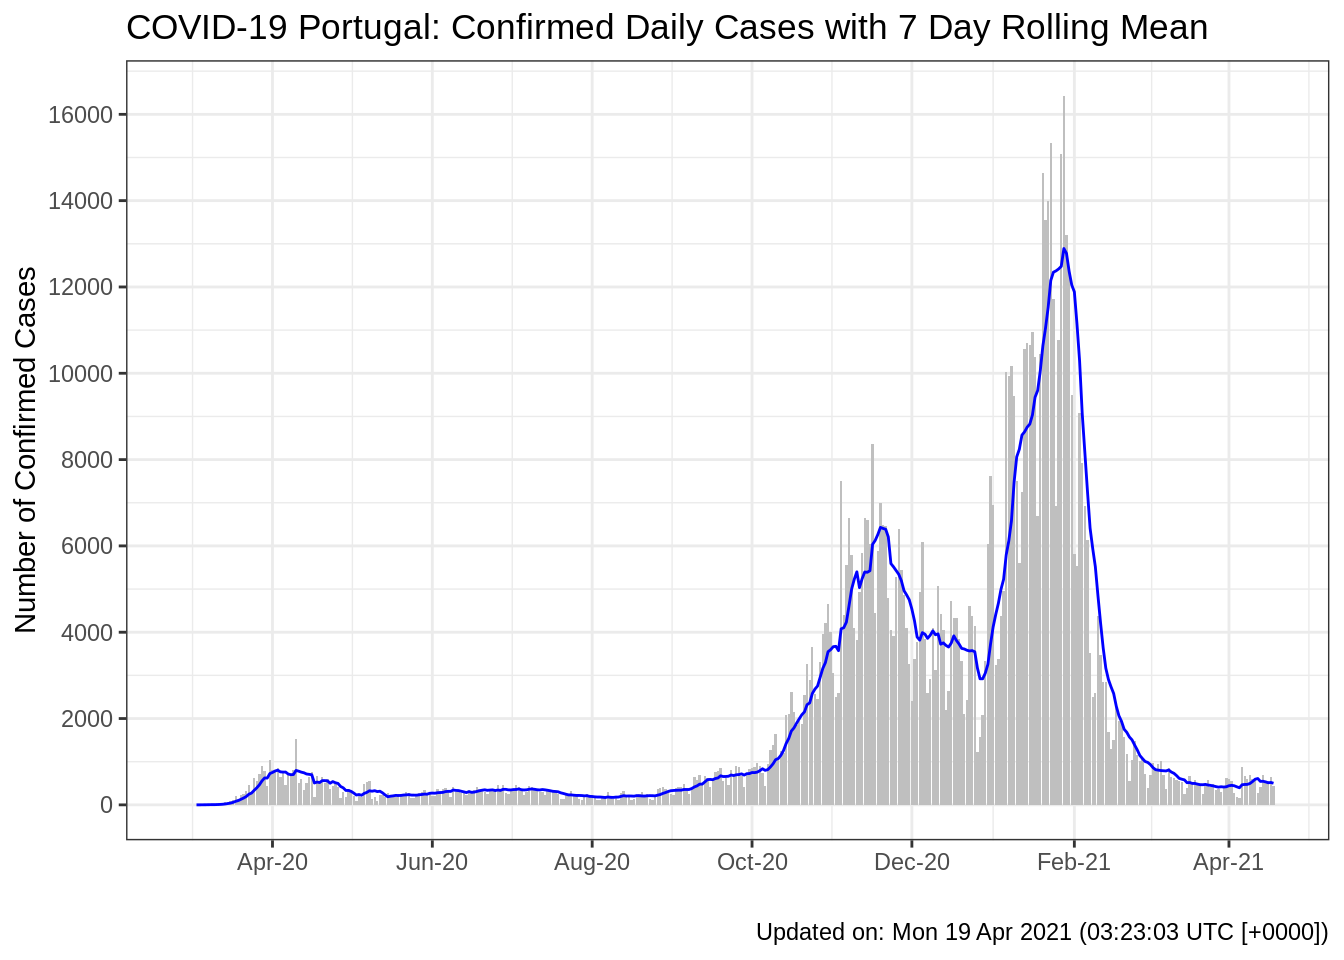 COVID-19 Portugal: Confirmed Daily Cases with 7 Day Rolling Mean
Number of Confirmed Cases
16000
14000
12000
10000
8000
6000
4000
2000
0
Apr-20 Jun-20 Aug-20 Oct-20 Dec-20 Feb-21 Apr-21
Updated on: Mon 19 Apr 2021 (03:23:03 UTC [+0000])